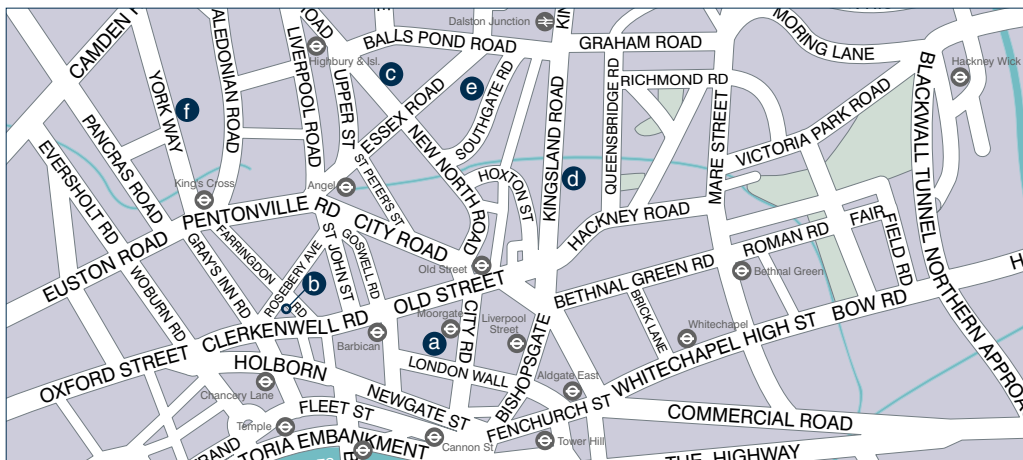 Dalston Junction
KIN
CAMDEN
ALEDONIAN ROAD
LIVERPOOL ROAD
ROAD
Highbury & Isl.
BALLS POND ROAD
GRAHAM ROAD
MORING LANE
Hackney Wick
YORK WAY
f
UPPER ST
c
ESSEX ROAD
e
SOUTHGATE RD
KINGSLAND ROAD
QUEENSBRIDGE RD
RICHMOND RD
MARE STREET
BLACKWALL TUNNEL NORTHERN APPRO
VICTORIA PARK ROAD
PANCRAS ROAD
EVERSHOLT RD
NEW NORTH ROAD
ST PETERS ST
HOXTON ST
d
King's Cross
Angel
PENTONVILLE RD
CITY ROAD
HACKNEY ROAD
EUSTON ROAD
FARRINGDON RD
GRAY'S INN RD
ROSEBERY AVE
ST JOHN ST
GOSWELL RD
b
Old Street
OLD STREET
BETHNAL GREEN RD
ROMAN RD
FAIR
FIELD RD
Bethnal Green
WOBURN RD
CLERKENWELL RD
Barbican
Moorgate
a
CITY RD
Liverpool
Street
BISHOPSGATE
BRICK LANE
Whitechapel
WHITECHAPEL HIGH ST
BOW RD
H
OXFORD STREET
HOLBORN
Chancery Lane
LONDON WALL
Aldgate East
NEWGATE ST
FENCHURCH ST
COMMERCIAL ROAD
FLEET ST
Temple
TRAND
TORIA EMBANKMENT
Cannon St
Tower Hill
THE HIGHWAY